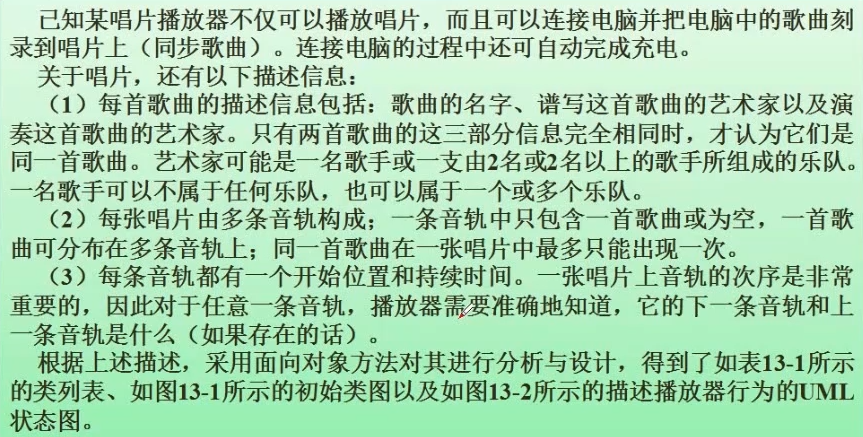 已知某唱片播放器不仅可以播放唱片，而且可以连接电脑并把电脑中的歌曲刻
录到唱片上（同步歌曲）。连接电脑的过程中还可自动完成充电。
关于唱片，还有以下描述信息：
（1）每首歌曲的描述信息包括：歌曲的名字、谱写这首歌曲的艺术家以及演
奏这首歌曲的艺术家。只有两首歌曲的这三部分信息完全相同时，才认为它们是
同一首歌曲。艺术家可能是一名歌手或一支由2名或2名以上的歌手所组成的乐队。
一名歌手可以不属于任何乐队，也可以属于一个或多个乐队。
（2）每张唱片由多条音轨构成；一条音轨中只包含一首歌曲或为空，一首歌
曲可分布在多条音轨上；同一首歌曲在一张唱片中最多只能出现一次。
（3）每条音轨都有一个开始位置和持续时间。一张唱片上音轨的次序是非常
重要的，因此对于任意一条音轨，播放器需要准确地知道，它的下一条音轨和上
一条音轨是什么（如果存在的话）。
根据上述描述，采用面向对象方法对其进行分析与设计，得到了如表13-1所示
的类列表、如图13-1所示的初始类图以及如图13-2所示的描述播放器行为的UML
状态图。